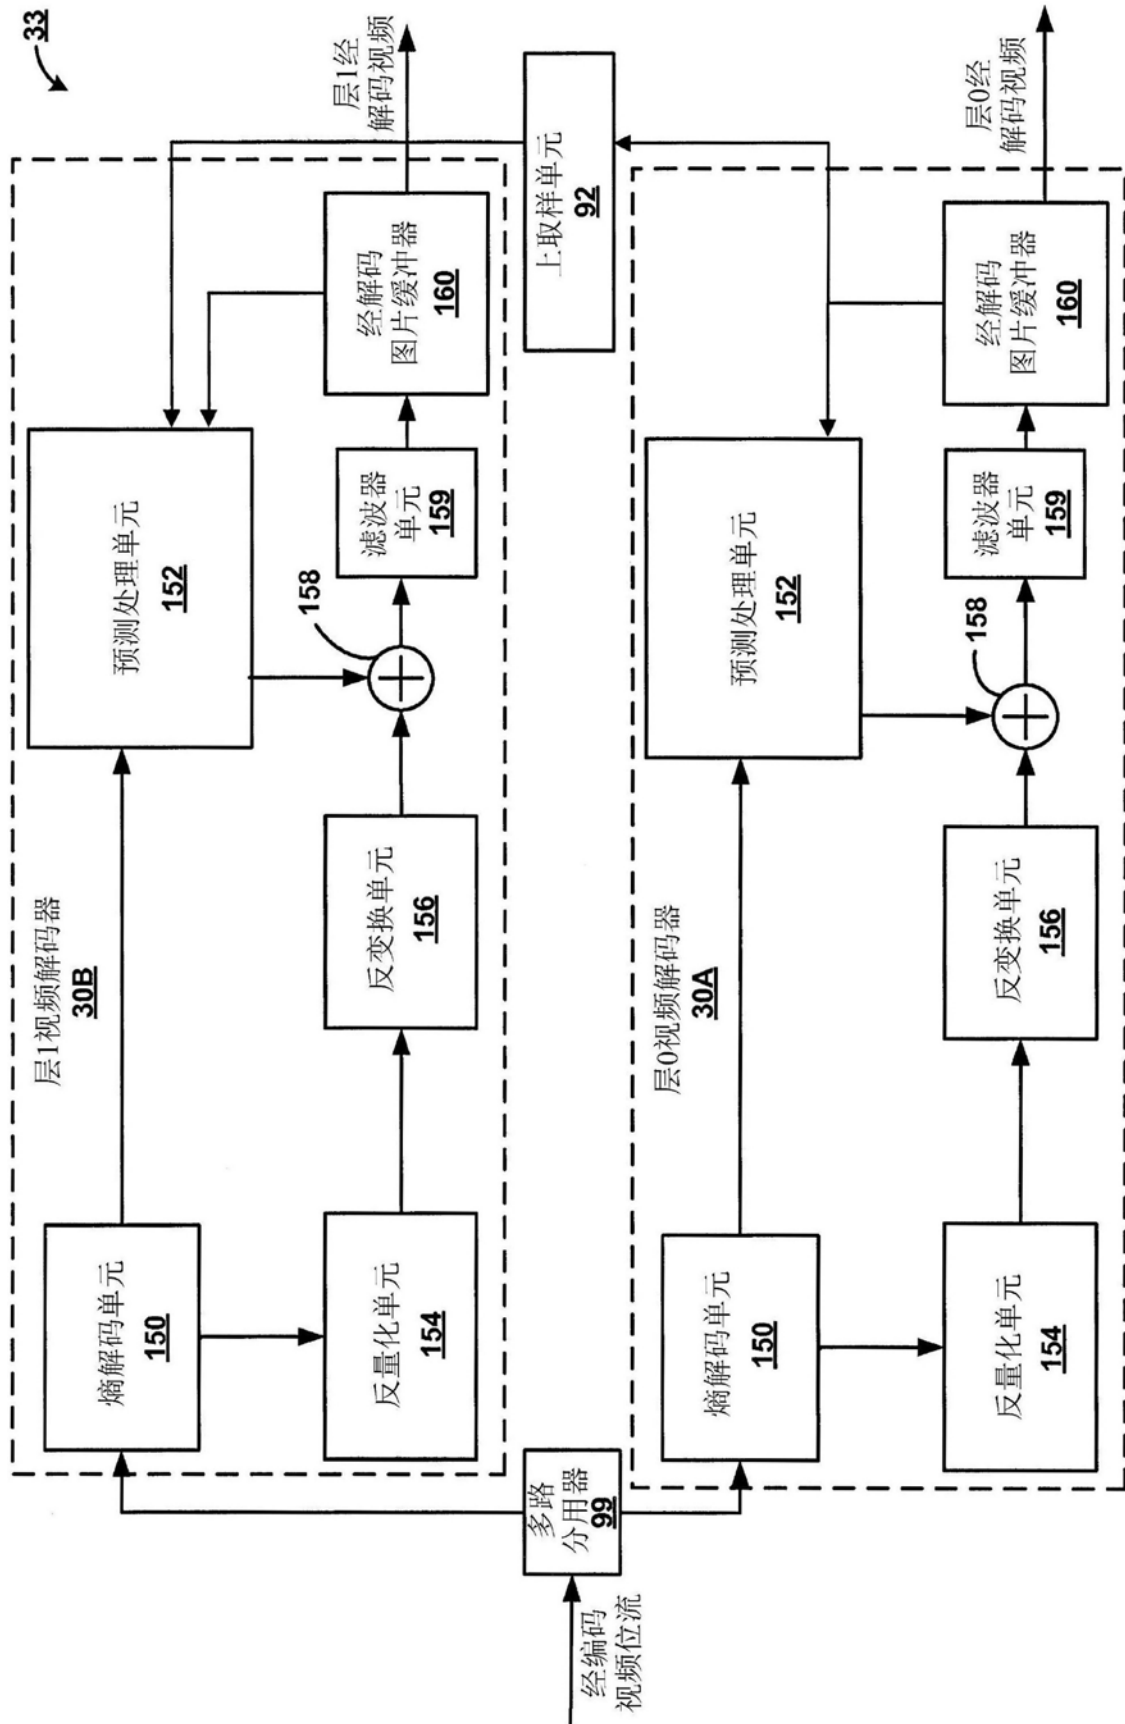 33
层1视频解码器
30B
熵解码单元
150
预测处理单元
152
反量化单元
154
反变换单元
156
158
滤波器
单元
159
经解码
图片缓冲器
160
层1经
解码视频
经编码
视频位流
多路
分用器
99
上取样单元
92
层0视频解码器
30A
熵解码单元
150
预测处理单元
152
反量化单元
154
反变换单元
156
158
滤波器
单元
159
经解码
图片缓冲器
160
层0经
解码视频